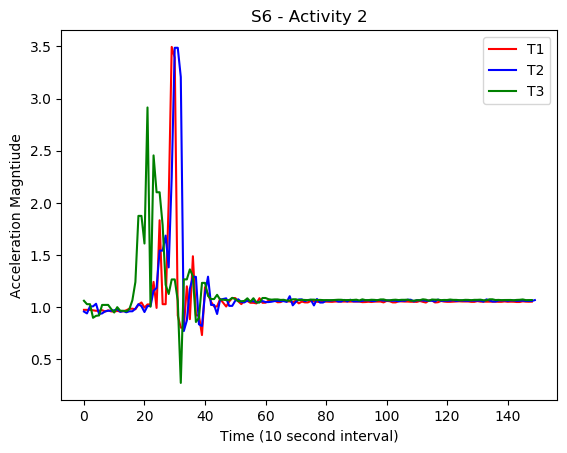 S6 - Activity 2
Acceleration Magntiude
3.5
3.0
2.5
2.0
1.5
1.0
0.5
T1
T2
T3
0 20 40 60 80 100 120 140
Time (10 second interval)